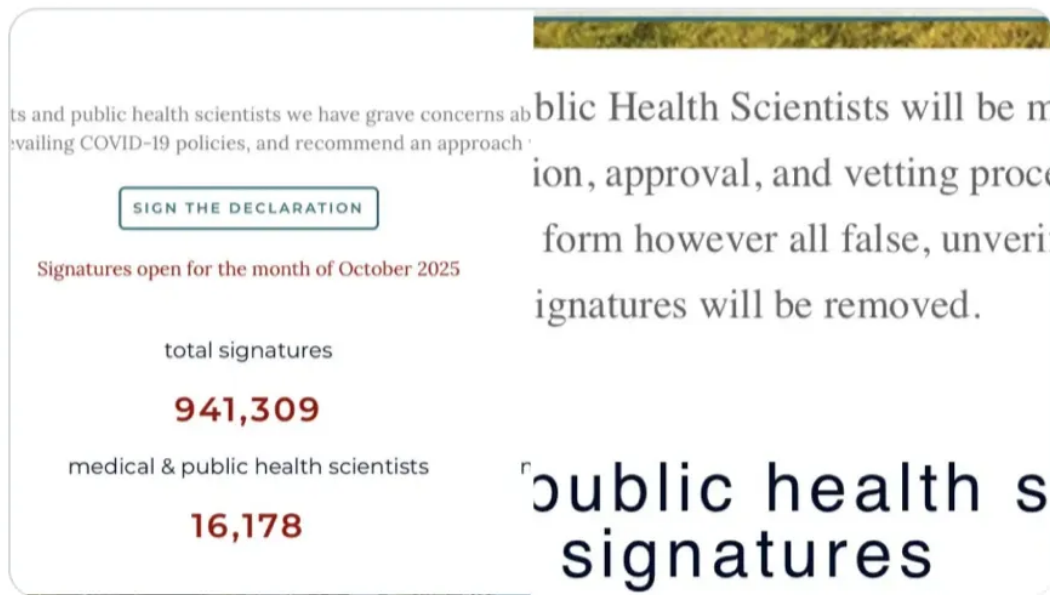 ts and public health scientists we have grave concerns ab
vailing COVID-19 policies, and recommend an approach
SIGN THE DECLARATION
Signatures open for the month of October 2025
total signatures
941,309
medical & public health scientists
16,178
blic Health Scientists will be m
ion, approval, and vetting proce
form however all false, unveri
ignatures will be removed.
public health s
signatures